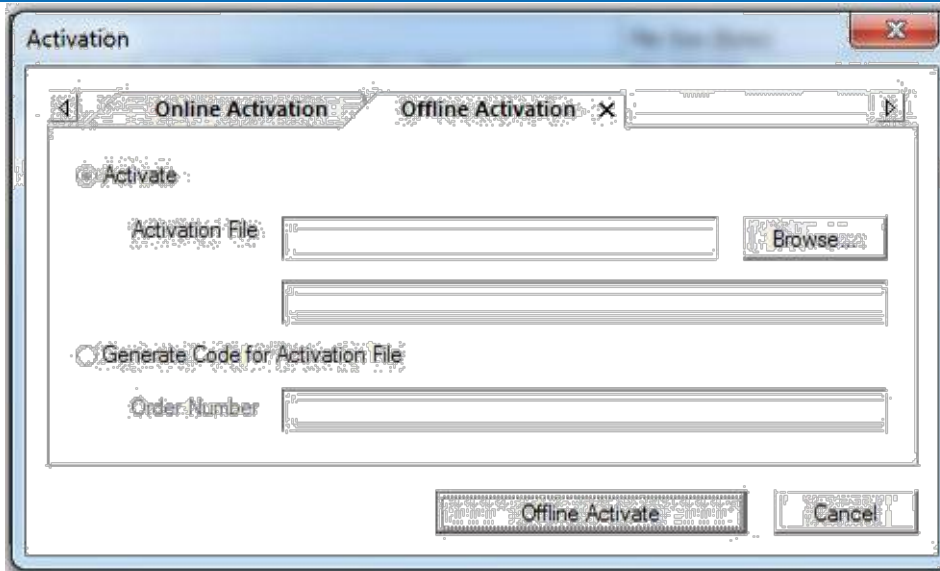 Activation
Online Activation Offline Activation
Activate
Activation File Browse...
Generate Code for Activation File
Order Number
Offline Activate Cancel